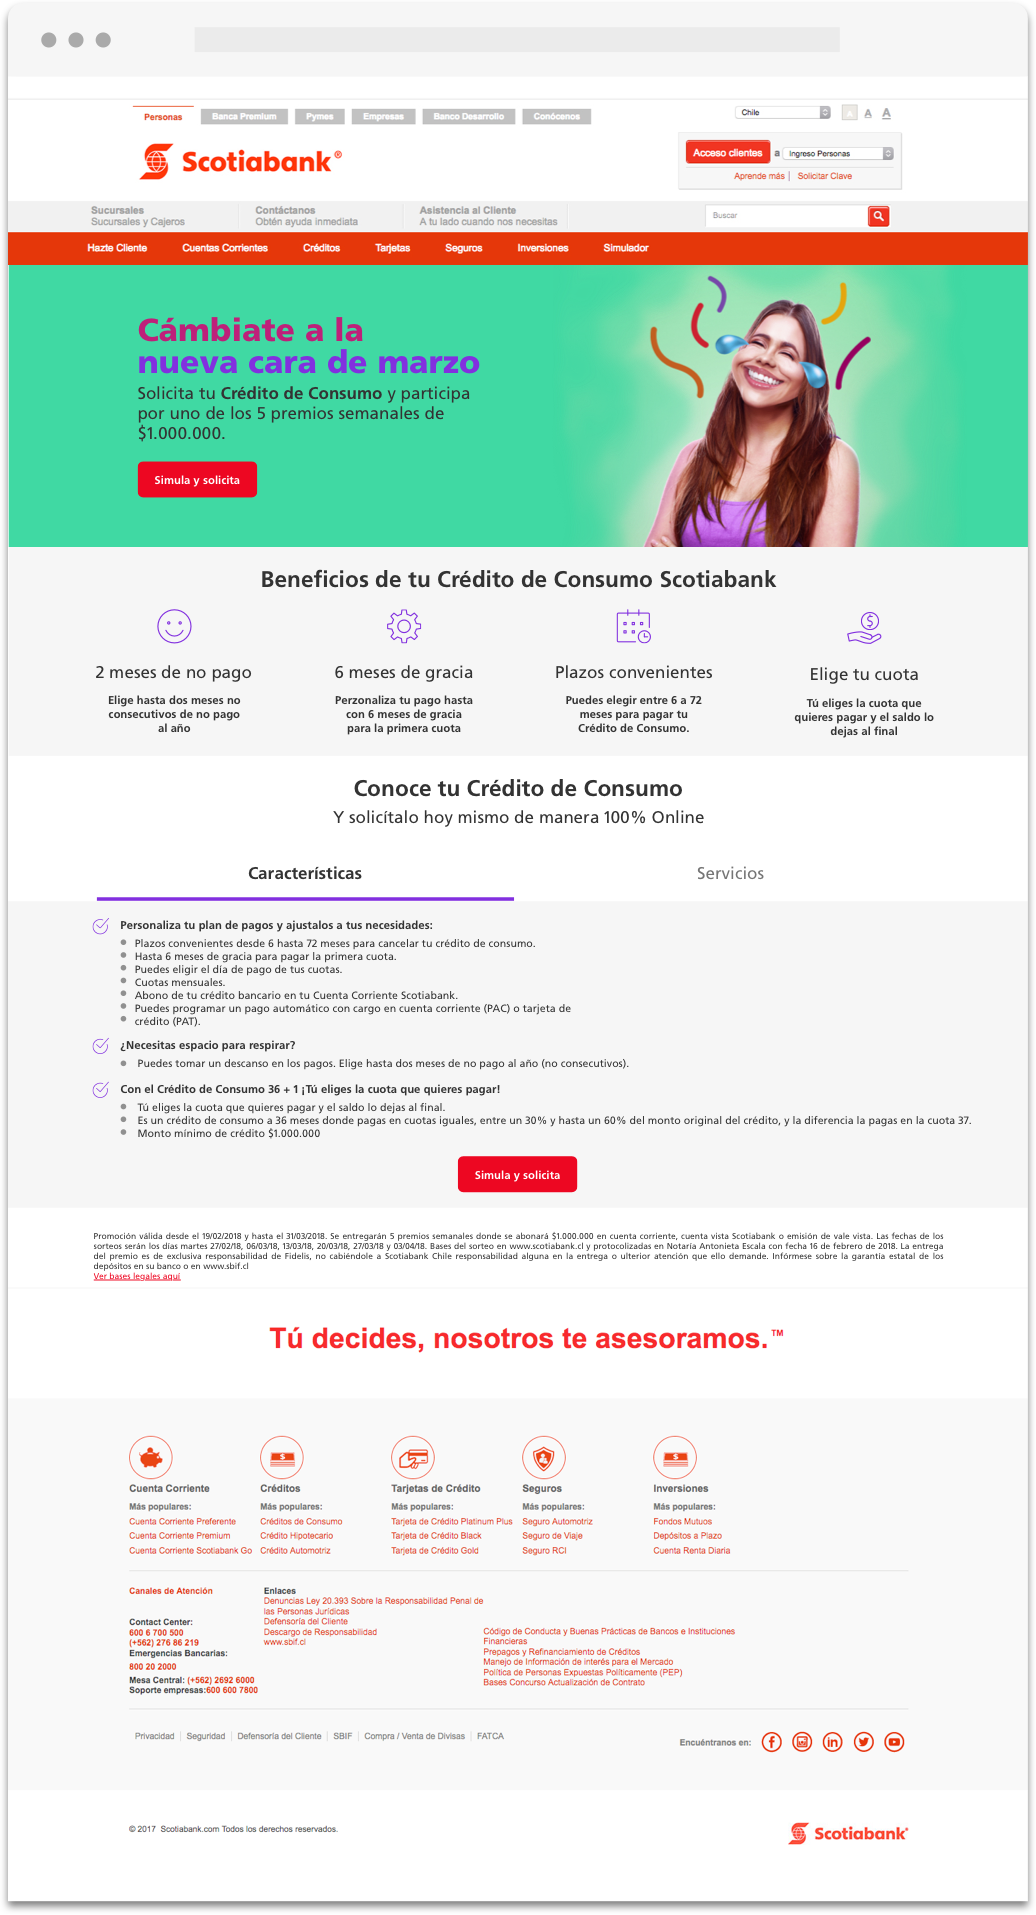 Personas
Banca Premium
Pymes
Empresas
Banco Desarrollo
Conócenos
Chile
A
A
A
Scotiabank®
Acceso clientes a Ingreso Personas
Aprende más | Solicitar Clave
Sucursales
Sucursales y Cajeros
Contáctanos
Obtén ayuda inmediata
Asistencia al Cliente
A tu lado cuando nos necesitas
Buscar
Hazte Cliente
Cuentas Corrientes
Créditos
Tarjetas
Seguros
Inversiones
Simulador
Cámbiate a la
nueva cara de marzo
Solicita tu Crédito de Consumo y participa
por uno de los 5 premios semanales de
$1.000.000.
Simula y solicita
Beneficios de tu Crédito de Consumo Scotiabank
2 meses de no pago
Elige hasta dos meses no
consecutivos de no pago
al año
6 meses de gracia
Perzonaliza tu pago hasta
con 6 meses de gracia
para la primera cuota
Plazos convenientes
Puedes elegir entre 6 a 72
meses para pagar tu
Crédito de Consumo.
Elige tu cuota
Tú eliges la cuota que
quieres pagar y el saldo lo
dejas al final
Conoce tu Crédito de Consumo
Y solicítalo hoy mismo de manera 100% Online
Características
Servicios
Personaliza tu plan de pagos y ajustalos a tus necesidades:
Plazos convenientes desde 6 hasta 72 meses para cancelar tu crédito de consumo.
Hasta 6 meses de gracia para pagar la primera cuota.
Puedes eligir el día de pago de tus cuotas.
Cuotas mensuales.
Abono de tu crédito bancario en tu Cuenta Corriente Scotiabank.
Puedes programar un pago automático con cargo en cuenta corriente (PAC) o tarjeta de
crédito (PAT).
¿Necesitas espacio para respirar?
Puedes tomar un descanso en los pagos. Elige hasta dos meses de no pago al año (no consecutivos).
Con el Crédito de Consumo 36 + 1 ¡Tú eliges la cuota que quieres pagar!
Tú eliges la cuota que quieres pagar y el saldo lo dejas al final.
Es un crédito de consumo a 36 meses donde pagas en cuotas iguales, entre un 30% y hasta un 60% del monto original del crédito, y la diferencia la pagas en la cuota 37.
Monto mínimo de crédito $1.000.000
Simula y solicita
Promoción válida desde el 19/02/2018 y hasta el 31/03/2018. Se entregarán 5 premios semanales donde se abonará $1.000.000 en cuenta corriente, cuenta vista Scotiabank o emisión de vale vista. Las fechas de los
sorteos serán los días martes 27/02/18, 06/03/18, 13/03/18, 20/03/18, 27/03/18 y 03/04/18. Bases del sorteo en www.scotiabank.cl y protocolizadas en Notaría Antonieta Escala con fecha 16 de febrero de 2018. La entrega
del premio es de exclusiva responsabilidad de Fidelis, no cabiéndole a Scotiabank Chile responsabilidad alguna en la entrega o ulterior atención que ello demande. Infórmese sobre la garantía estatal de los
depósitos en su banco o en www.sbif.cl
Ver bases legales aquí
Tú decides, nosotros te asesoramos.™
Cuenta Corriente
Más populares:
Cuenta Corriente Preferente
Cuenta Corriente Premium
Cuenta Corriente Scotiabank Go
Créditos
Más populares:
Créditos de Consumo
Crédito Hipotecario
Crédito Automotriz
Tarjetas de Crédito
Más populares:
Tarjeta de Crédito Platinum Plus
Tarjeta de Crédito Black
Tarjeta de Crédito Gold
Seguros
Más populares:
Seguro Automotriz
Seguro de Viaje
Seguro RCI
Inversiones
Más populares:
Fondos Mutuos
Depósitos a Plazo
Cuenta Renta Diaria
Canales de Atención
Contact Center:
600 6 700 500
(+562) 276 86 219
Emergencias Bancarias:
800 20 2000
Mesa Central: (+562) 2692 6000
Soporte empresas:600 600 7800
Enlaces
Denuncias Ley 20.393 Sobre la Responsabilidad Penal de
las Personas Jurídicas
Defensoría del Cliente
Descargo de Responsabilidad
www.sbif.cl
Código de Conducta y Buenas Prácticas de Bancos e Instituciones
Financieras
Prepagos y Refinanciamiento de Créditos
Manejo de Información de interés para el Mercado
Política de Personas Expuestas Políticamente (PEP)
Bases Concurso Actualización de Contrato
Privacidad | Seguridad | Defensoría del Cliente | SBIF | Compra / Venta de Divisas | FATCA
Encuéntranos en:
© 2017 Scotiabank.com Todos los derechos reservados.
Scotiabank®